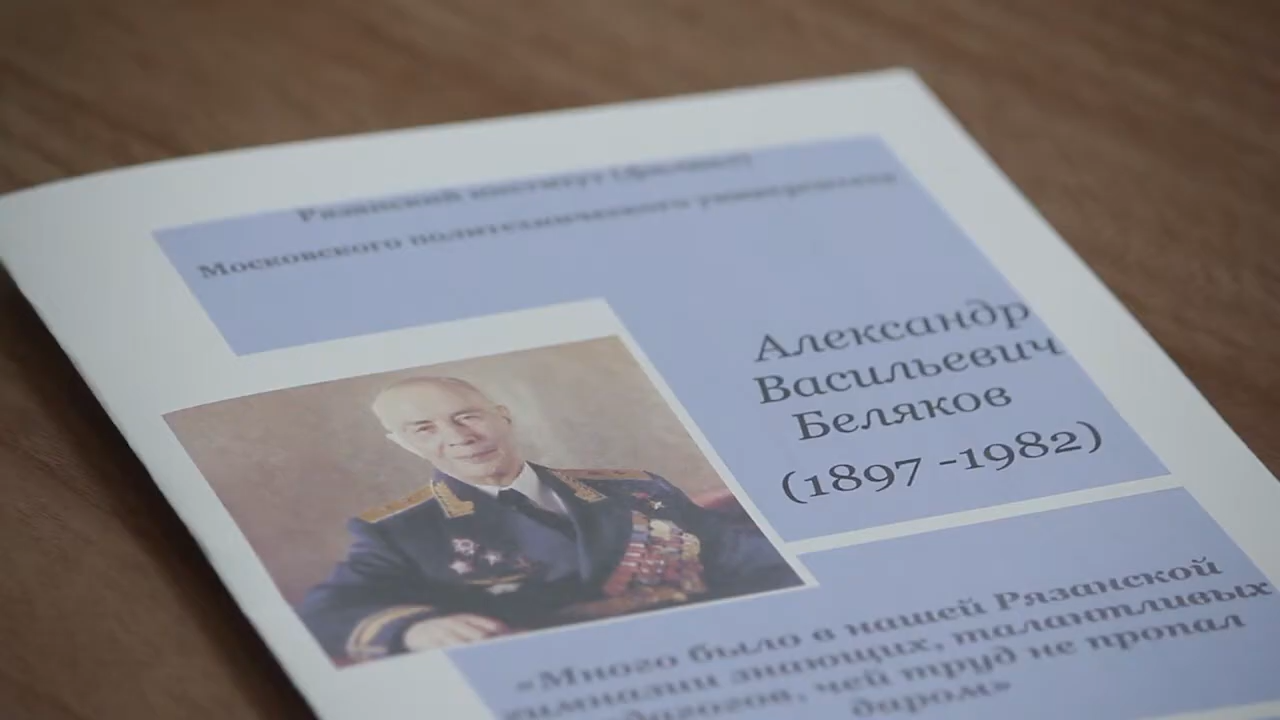 Рязанский институт (филиал)
Московского политехнического университета
Александр
Васильевич
Беляков
(1897 -1982)
«Много было в нашей Рязанской
гимназии знающих, талантливых
педагогов, чей труд не пропал
даром»